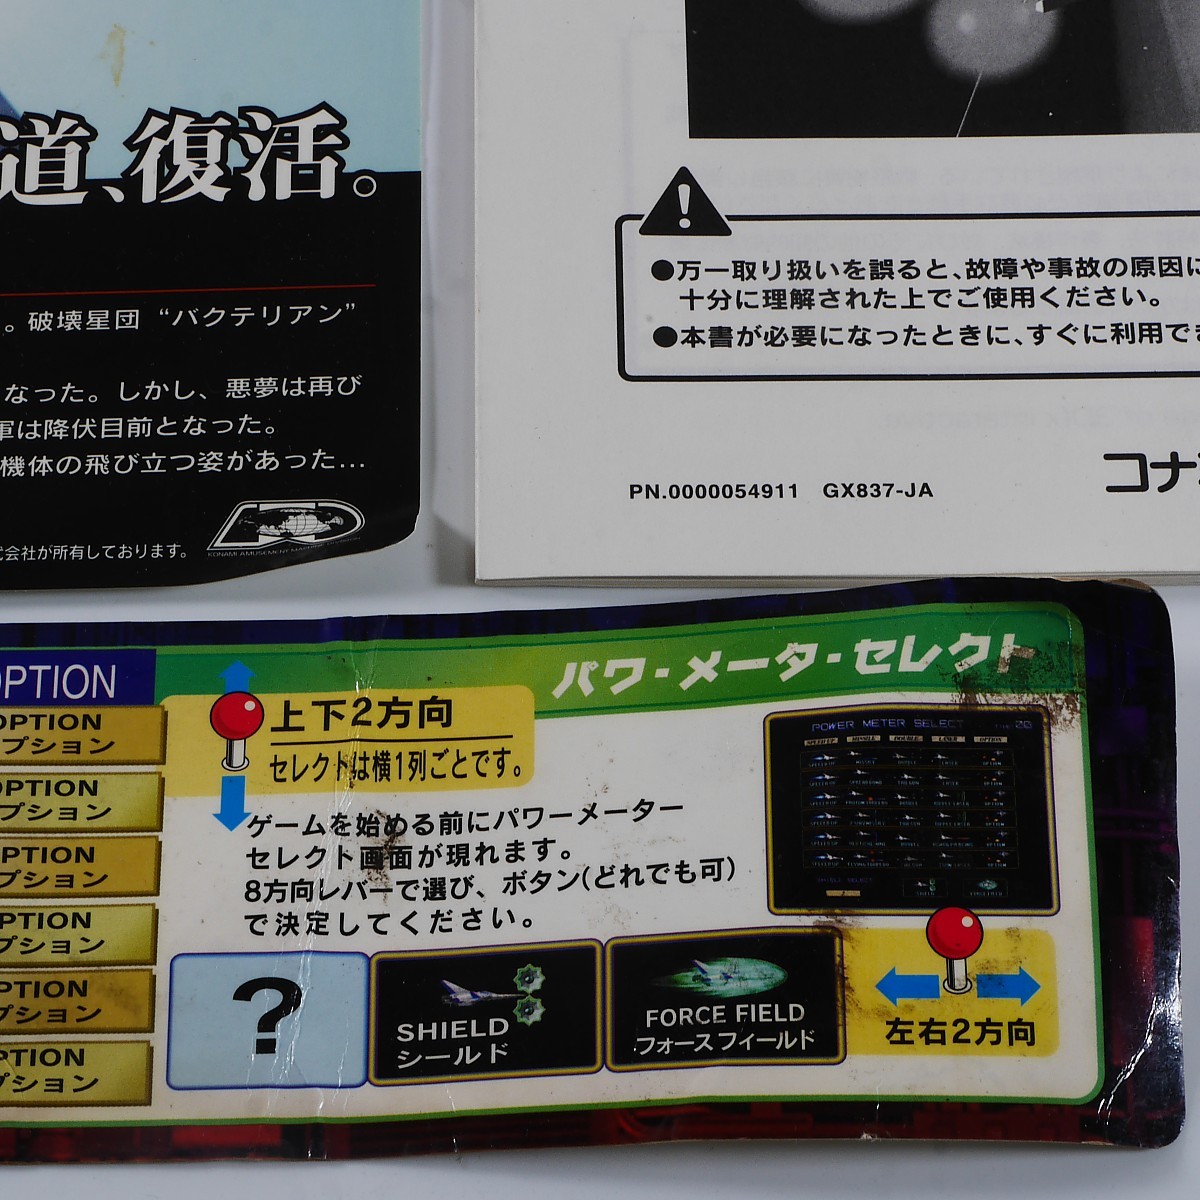 道、復活。
。破壊星団 “バクテリアン”
なった。しかし、悪夢は再び
軍は降伏目前となった。
機体の飛び立つ姿があった…
式会社が所有しております。
KONAMI AMUSEMENT MACHINE DIVISION
!
●万一取り扱いを誤ると、故障や事故の原因に
十分に理解された上でご使用ください。
●本書が必要になったときに、すぐに利用でき
PN.0000054911 GX837-JA
コナミ
パワ・メータ・セレクト
OPTION
OPTION
プション
OPTION
プション
PTION
プション
OPTION
プション
PTION
プション
PTION
プション
上下2方向
セレクトは横1列ごとです。
ゲームを始める前にパワーメーター
セレクト画面が現れます。
8方向レバーで選び、ボタン(どれでも可)
で決定してください。
POWER METER SELECT
?
SHIELD
シールド
FORCE FIELD
フォースフィールド
左右2方向